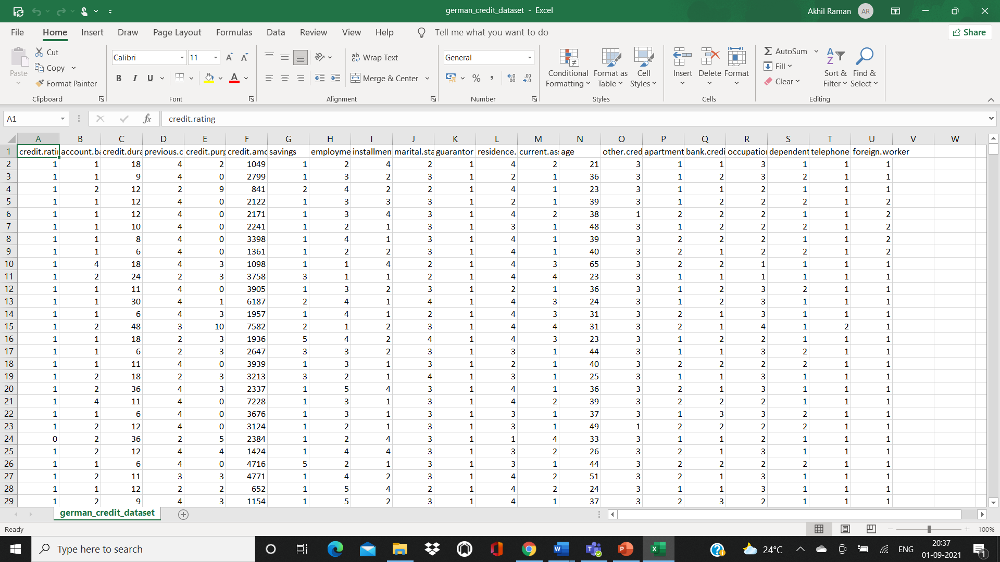 german_credit_dataset - Excel
Akhil Raman AR
File Home Insert Draw Page Layout Formulas Data Review View Help Tell me what you want to do Share
Paste Cut Copy Format Painter Clipboard
Calibri 11 A A B I U A Font
ab Wrap Text Merge & Center Alignment
General % , Number
Conditional Formatting Format as Table Cell Styles Styles
Insert Delete Format Cells
AutoSum Fill Clear Sort & Filter Find & Select Editing
A1 fx credit.rating
A B C D E F G H I J K L M N O P Q R S T U V W
1 credit.rati account.ba credit.dura previous.c credit.purp credit.amo savings employme installmen marital.sta guarantor residence. current.ass age other.cred apartment bank.credi occupation dependent telephone foreign.worker
2 1 1 18 4 2 1049 1 2 4 2 1 4 2 21 3 1 1 3 1 1 1
3 1 1 9 4 0 2799 1 3 2 3 1 2 1 36 3 1 2 3 2 1 1
4 1 2 12 2 9 841 2 4 2 2 1 4 1 23 3 1 1 2 1 1 1
5 1 1 12 4 0 2122 1 3 3 3 1 2 1 39 3 1 2 2 2 1 2
6 1 1 12 4 0 2171 1 3 4 3 1 4 2 38 1 2 2 2 1 1 2
7 1 1 10 4 0 2241 1 2 1 3 1 3 1 48 3 1 2 2 2 1 2
8 1 1 8 4 0 3398 1 4 1 3 1 4 1 39 3 2 2 2 1 1 2
9 1 1 6 4 0 1361 1 2 2 3 1 4 1 40 3 2 1 2 2 1 2
10 1 4 18 4 3 1098 1 1 4 2 1 4 3 65 3 2 2 1 1 1 1
11 1 2 24 2 3 3758 3 1 1 2 1 4 4 23 3 1 1 1 1 1 1
12 1 1 11 4 0 3905 1 3 2 3 1 2 1 36 3 1 2 3 2 1 1
13 1 1 30 4 1 6187 2 4 1 4 1 4 3 24 3 1 2 3 1 1 1
14 1 1 6 4 3 1957 1 4 1 2 1 4 3 31 3 2 1 3 1 1 1
15 1 2 48 3 10 7582 2 1 2 3 1 4 4 31 3 2 1 4 1 2 1
16 1 1 18 2 3 1936 5 4 2 4 1 4 3 23 3 1 2 2 1 1 1
17 1 1 6 2 3 2647 3 3 2 3 1 3 1 44 3 1 1 3 2 1 1
18 1 1 11 4 0 3939 1 3 1 3 1 2 1 40 3 2 2 2 2 1 1
19 1 2 18 2 3 3213 3 2 1 4 1 3 1 25 3 1 1 3 1 1 1
20 1 2 36 4 3 2337 1 5 4 3 1 4 1 36 3 2 1 3 1 1 1
21 1 4 11 4 0 7228 1 3 1 3 1 4 2 39 3 2 2 2 1 1 1
22 1 1 6 4 0 3676 1 3 1 3 1 3 1 37 3 1 3 3 2 1 1
23 1 2 12 4 0 3124 1 2 1 3 1 3 1 49 1 2 2 2 2 1 1
24 0 2 36 2 5 2384 1 2 4 3 1 1 4 33 3 1 1 2 1 1 1
25 1 2 12 4 4 1424 1 4 4 3 1 3 2 26 3 2 1 3 1 1 1
26 1 1 6 4 0 4716 5 2 1 3 1 3 1 44 3 2 2 2 2 1 1
27 1 2 11 3 3 4771 1 4 2 3 1 4 2 51 3 2 1 3 1 1 1
28 1 1 12 2 2 652 1 5 4 2 1 4 2 24 3 1 1 3 1 1 1
29 1 2 9 4 3 1154 1 5 2 3 1 4 1 37 3 2 3 2 1 1 1
german_credit_dataset
Ready 100%
Type here to search 24°C ENG 20:37
01-09-2021 1